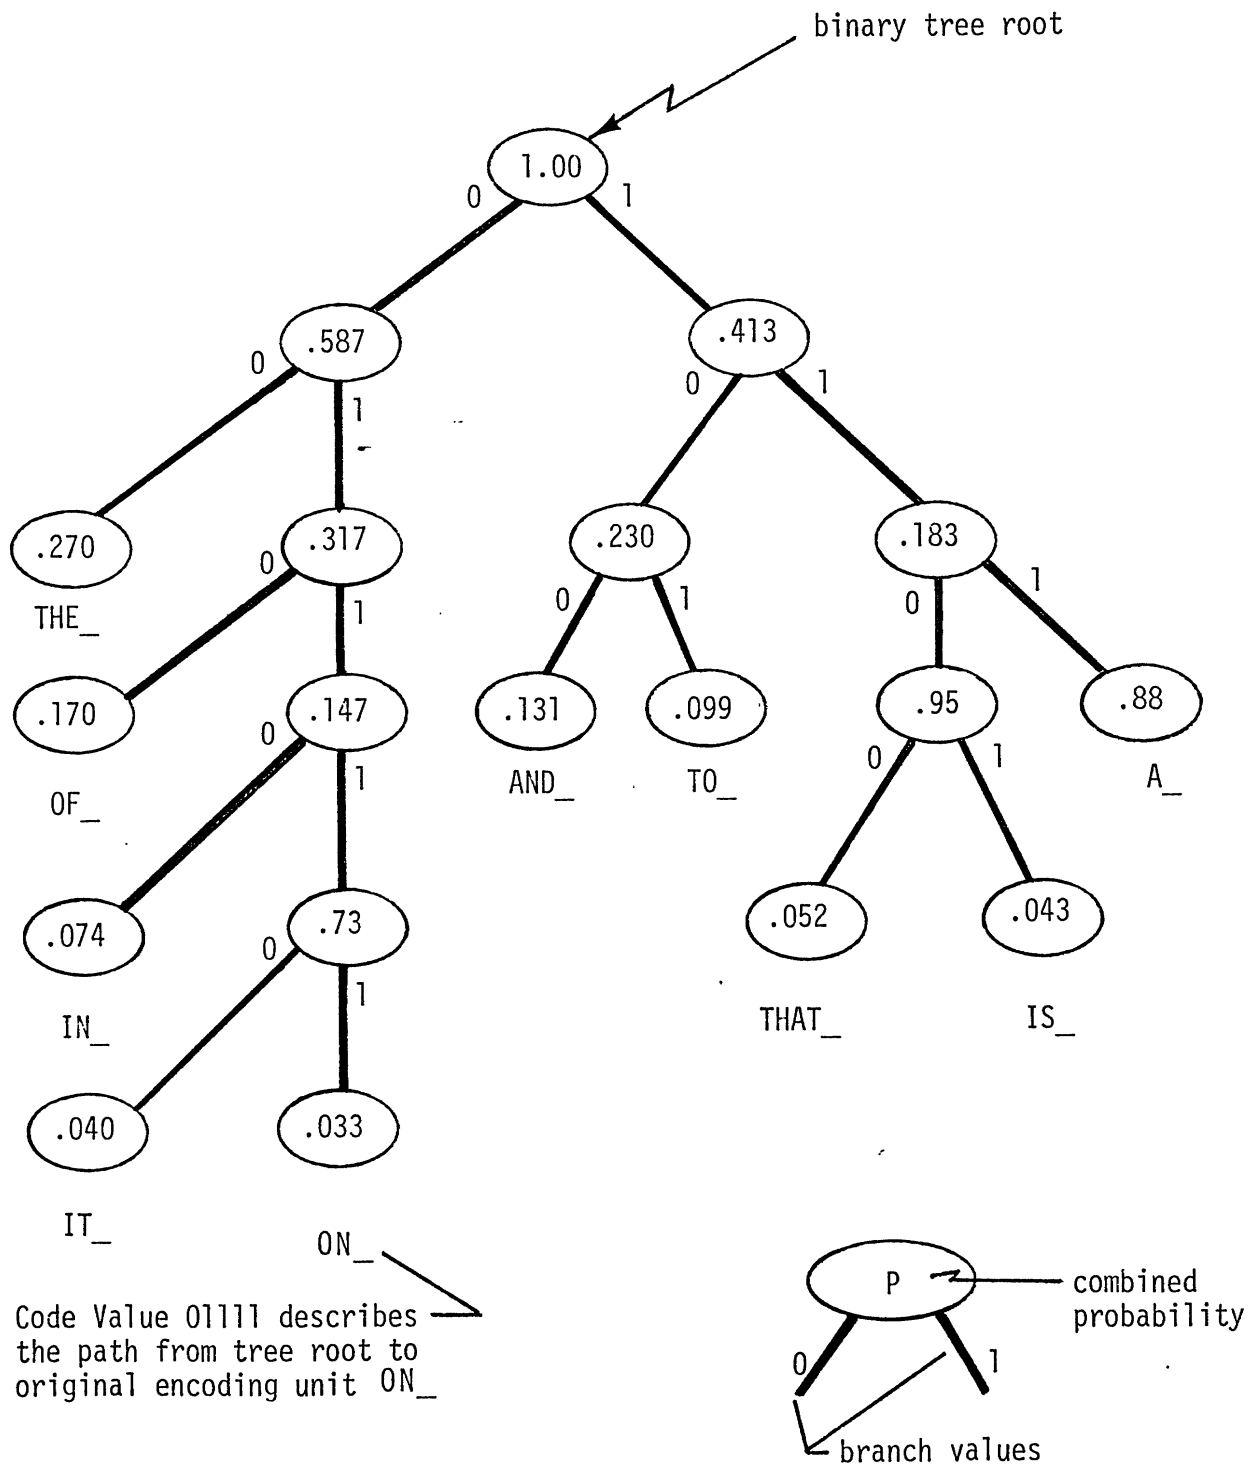 binary tree root
1.00
0 1
.587 .413
0 1 0 1
.270 .317 .230 .183
THE_
0 1 0 1 0 1
.170 .147 .131 .099 .95 .88
OF_ AND_ TO_ A_
0 1 0 1
.074 .73 .052 .043
IN_ THAT_ IS_
0 1
.040 .033
IT_ ON_
Code Value 01111 describes
the path from tree root to
original encoding unit ON_
P
combined
probability
0 1
branch values